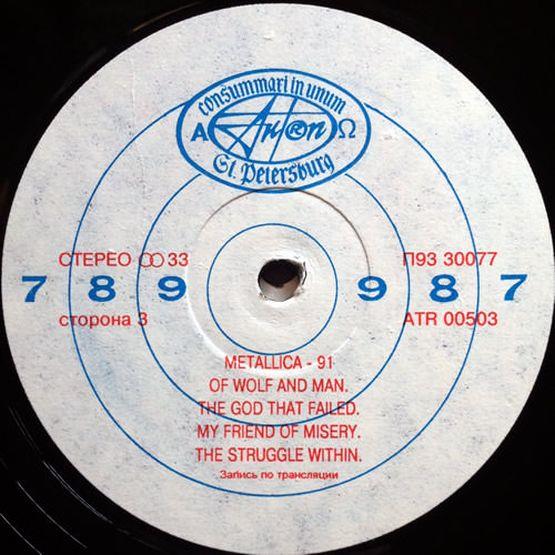 consummari in unum
A AnTrop Ω
St. Petersburg
СТЕРЕО 33
П93 30077
7 8 9 9 8 7
сторона 3
ATR 00503
METALLICA - 91
OF WOLF AND MAN.
THE GOD THAT FAILED.
MY FRIEND OF MISERY.
THE STRUGGLE WITHIN.
Запись по трансляции